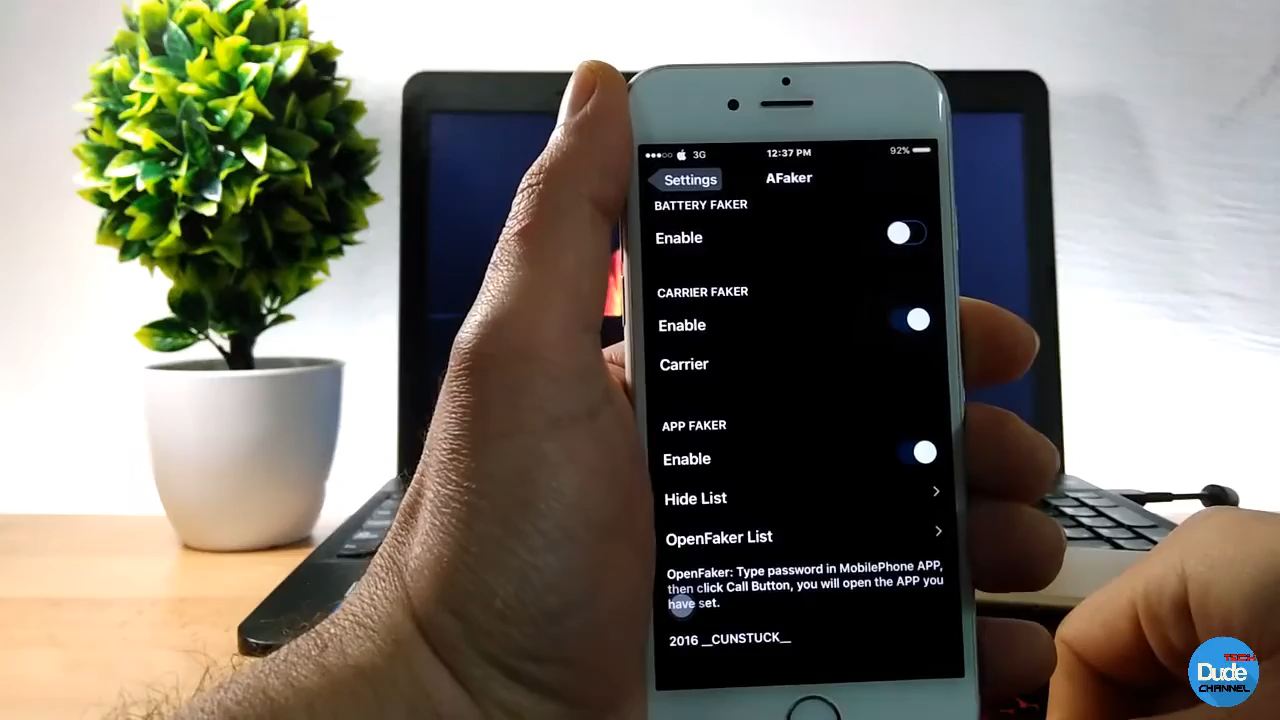 3G 12:37 PM 92%
Settings AFaker
BATTERY FAKER
Enable
CARRIER FAKER
Enable
Carrier
APP FAKER
Enable
Hide List
OpenFaker List
OpenFaker: Type password in MobilePhone APP,
then click Call Button, you will open the APP you
have set.
2016 __CUNSTUCK__
TECH
Dude
CHANNEL